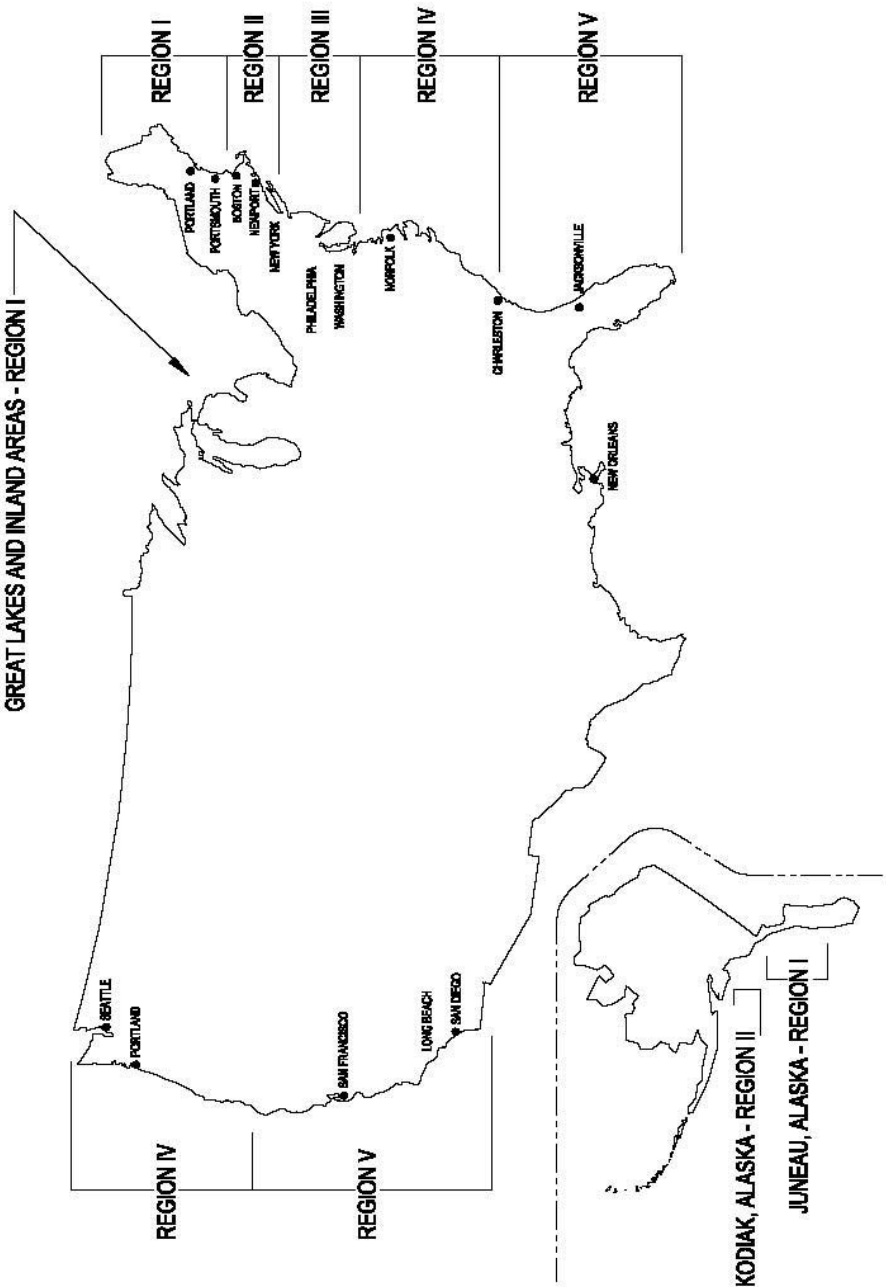 GREAT LAKES AND INLAND AREAS - REGION I
REGION I
REGION II
REGION III
REGION IV
REGION V
PORTLAND
PORTSMOUTH
BOSTON
NEWPORT
NEW YORK
PHILADELPHIA
WASHINGTON
NORFOLK
CHARLESTON
JACKSONVILLE
NEW ORLEANS
SEATTLE
PORTLAND
SAN FRANCISCO
LONG BEACH
SAN DIEGO
REGION IV
REGION V
KODIAK, ALASKA - REGION II
JUNEAU, ALASKA - REGION I